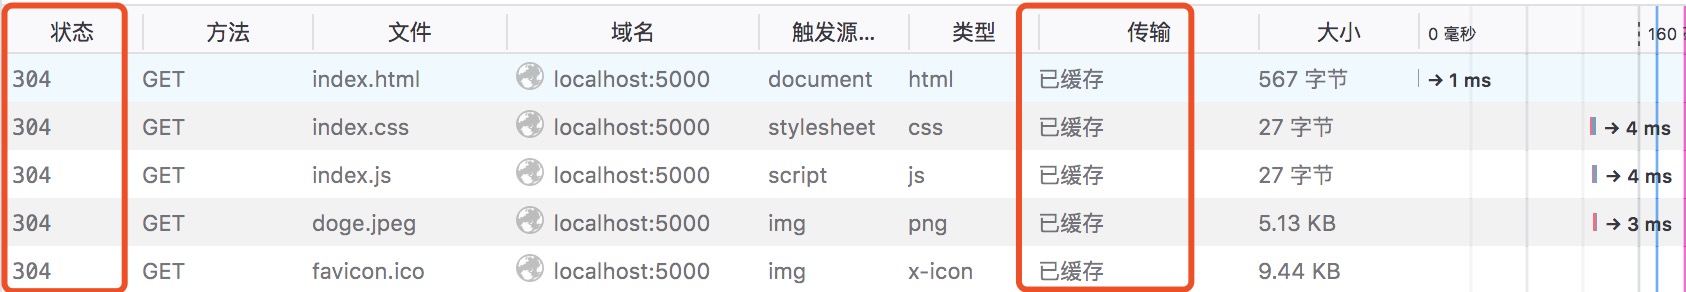 状态 方法 文件 域名 触发源… 类型 传输 大小 0 毫秒 160
304 GET index.html localhost:5000 document html 已缓存 567 字节 → 1 ms
304 GET index.css localhost:5000 stylesheet css 已缓存 27 字节 → 4 ms
304 GET index.js localhost:5000 script js 已缓存 27 字节 → 4 ms
304 GET doge.jpeg localhost:5000 img png 已缓存 5.13 KB → 3 ms
304 GET favicon.ico localhost:5000 img x-icon 已缓存 9.44 KB